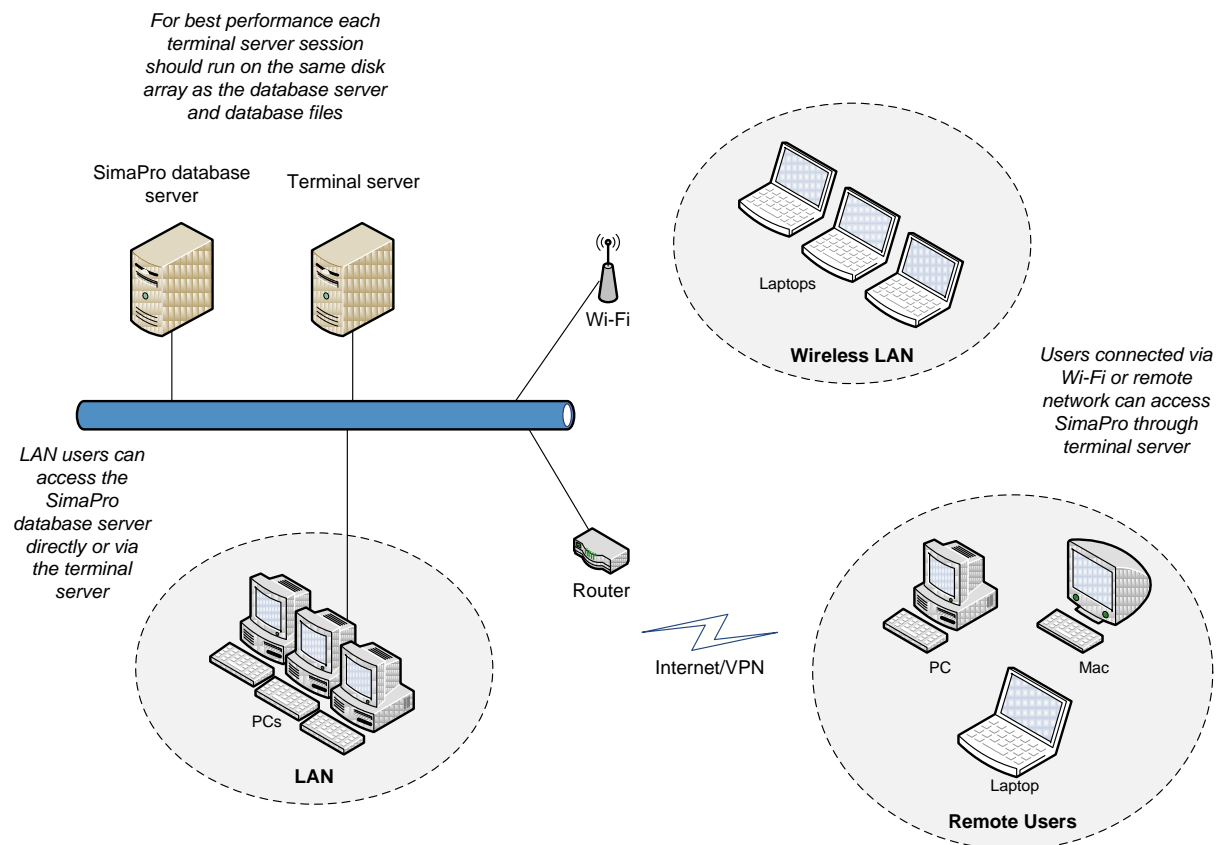 For best performance each
terminal server session
should run on the same disk
array as the database server
and database files
SimaPro database
server
Terminal server
Wi-Fi
Laptops
Wireless LAN
Users connected via
Wi-Fi or remote
network can access
SimaPro through
terminal server
LAN users can
access the
SimaPro
database server
directly or via
the terminal
server
Router
Internet/VPN
PCs
LAN
PC
Mac
Laptop
Remote Users